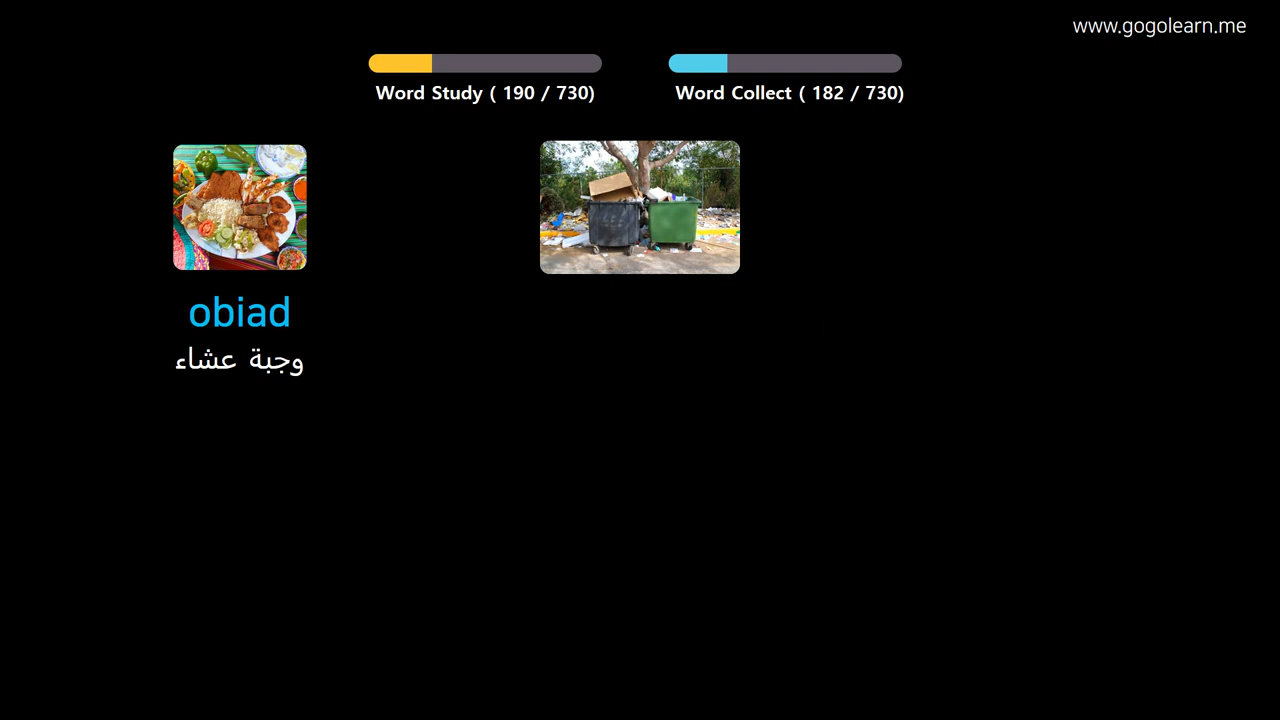 www.gogolearn.me
Word Study ( 190 / 730)
Word Collect ( 182 / 730)
obiad
وجبة عشاء